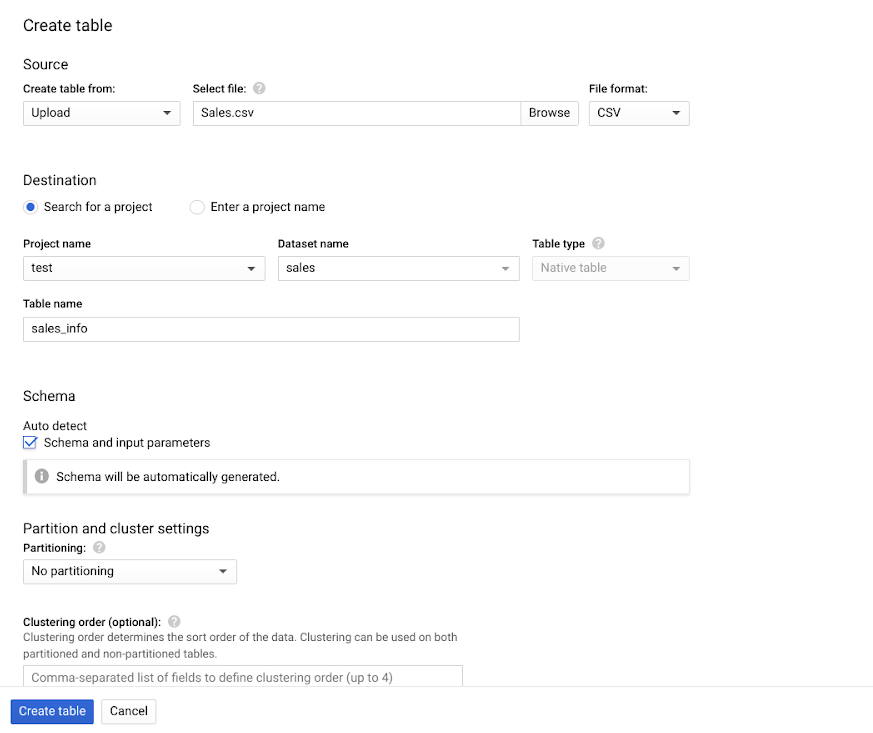 Create table
Source
Create table from: Select file: ? File format:
Upload Sales.csv Browse CSV
Destination
Search for a project Enter a project name
Project name Dataset name Table type ?
test sales Native table
Table name
sales_info
Schema
Auto detect
Schema and input parameters
Schema will be automatically generated.
Partition and cluster settings
Partitioning: ?
No partitioning
Clustering order (optional): ?
Clustering order determines the sort order of the data. Clustering can be used on both
partitioned and non-partitioned tables.
Comma-separated list of fields to define clustering order (up to 4)
Create table Cancel